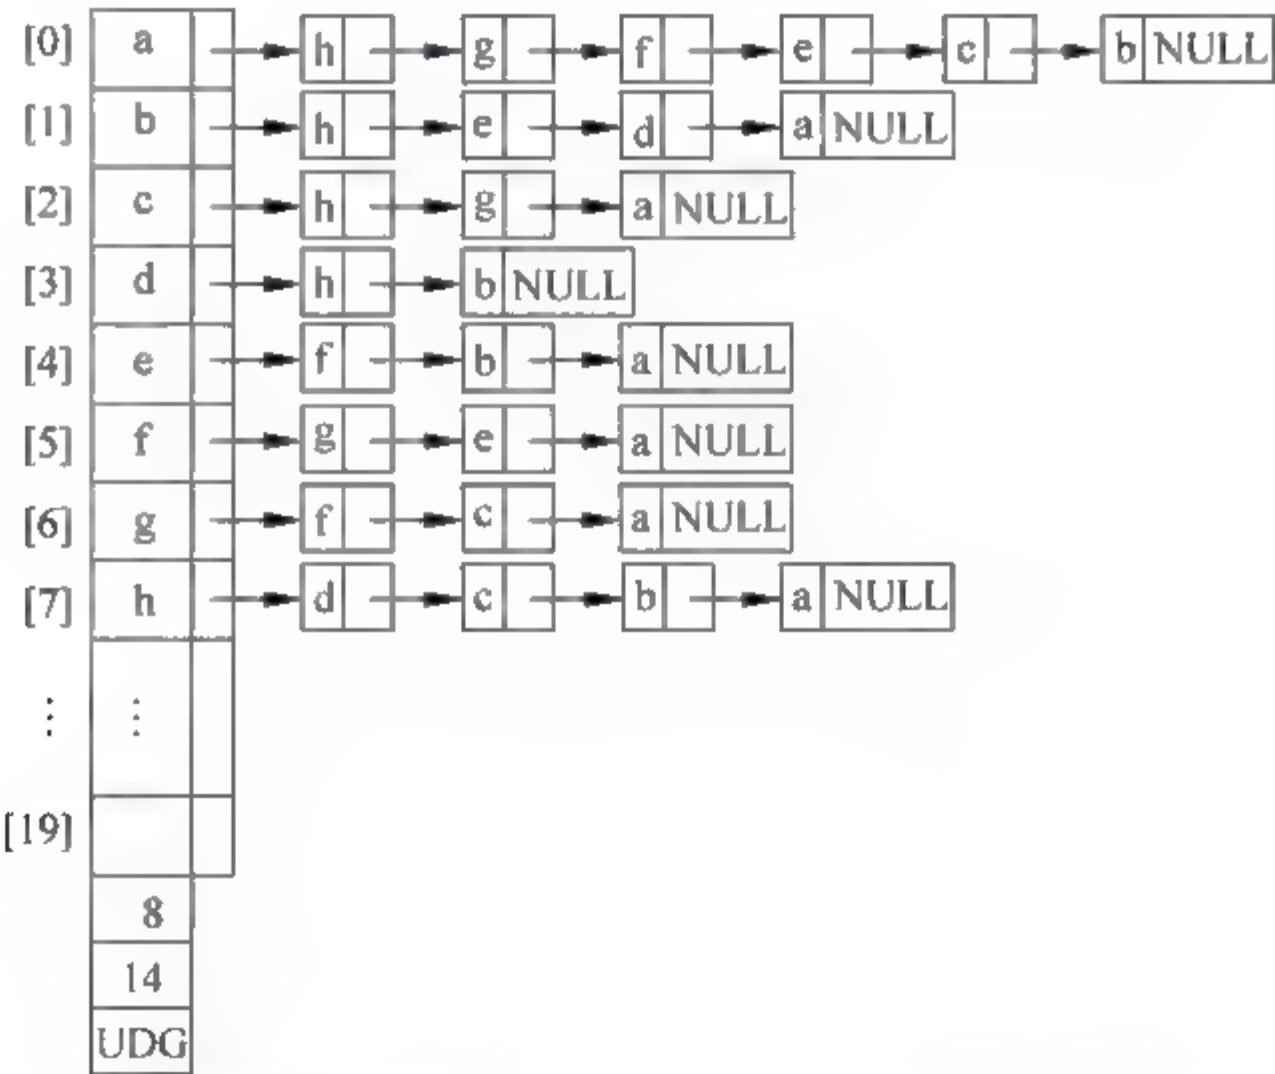 [0] a h g f e c b NULL
[1] b h e d a NULL
[2] c h g a NULL
[3] d h b NULL
[4] e f b a NULL
[5] f g e a NULL
[6] g f c a NULL
[7] h d c b a NULL
⋮ ⋮
[19]
8
14
UDG